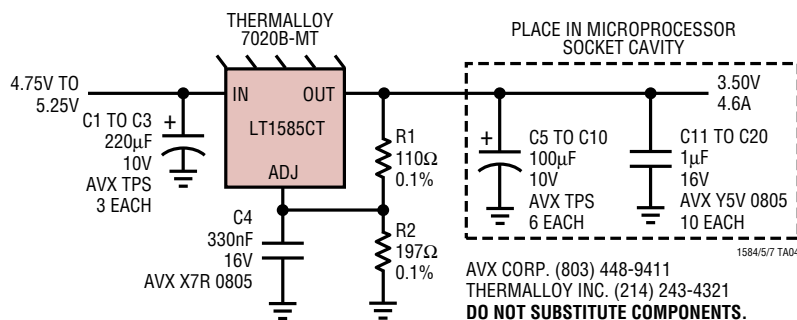 THERMALLOY
7020B-MT
PLACE IN MICROPROCESSOR
SOCKET CAVITY
4.75V TO
5.25V
IN
OUT
LT1585CT
ADJ
3.50V
4.6A
C1 TO C3
220µF
10V
AVX TPS
3 EACH
+
R1
110Ω
0.1%
+
C5 TO C10
100µF
10V
AVX TPS
6 EACH
C11 TO C20
1µF
16V
AVX Y5V 0805
10 EACH
C4
330nF
16V
AVX X7R 0805
R2
197Ω
0.1%
1584/5/7 TA04
AVX CORP. (803) 448-9411
THERMALLOY INC. (214) 243-4321
DO NOT SUBSTITUTE COMPONENTS.